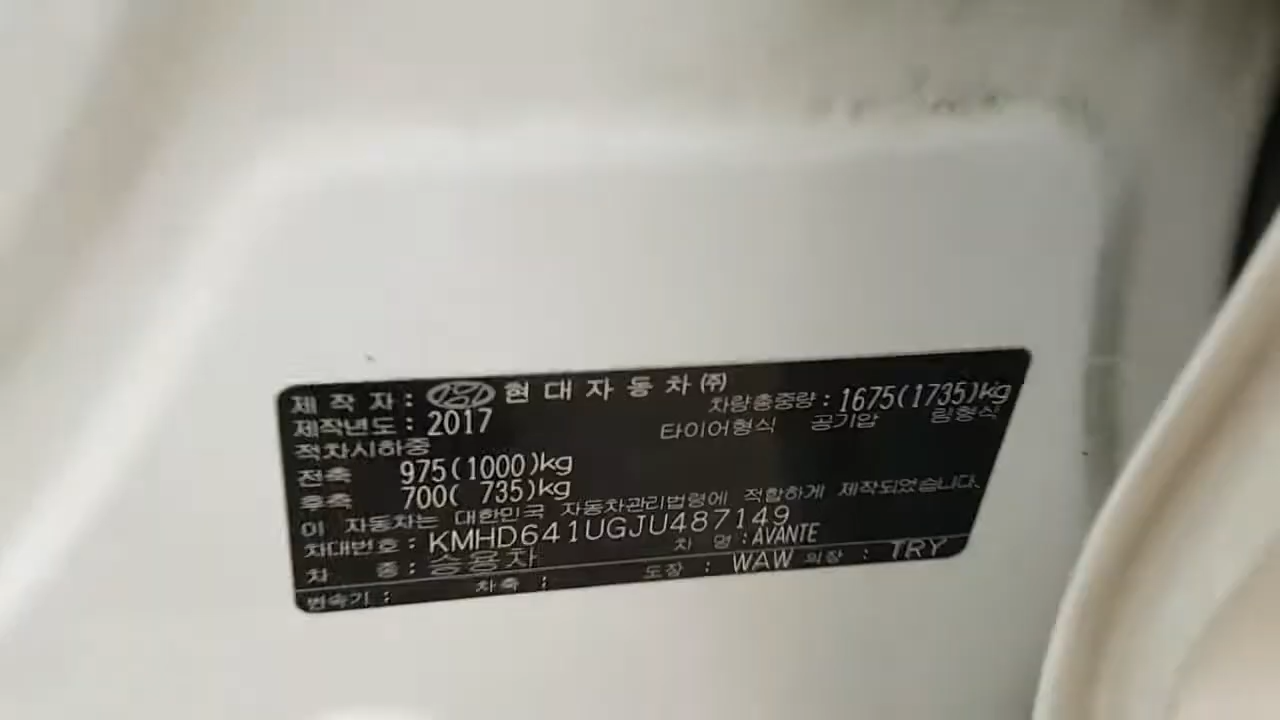 제 작 자 : 현 대 자 동 차 ㈜
제작년도 : 2017
차량총중량 : 1675(1735)kg
적차시하중 타이어형식 공기압 림형식
전축 975(1000)kg
후축 700( 735)kg
이 자동차는 대한민국 자동차관리법령에 적합하게 제작되었습니다.
차대번호 : KMHD641UGJU487149
차 종 : 승용차 차 명 : AVANTE
변속기 : 차축 : 도장 : WAW 의장 : TRY